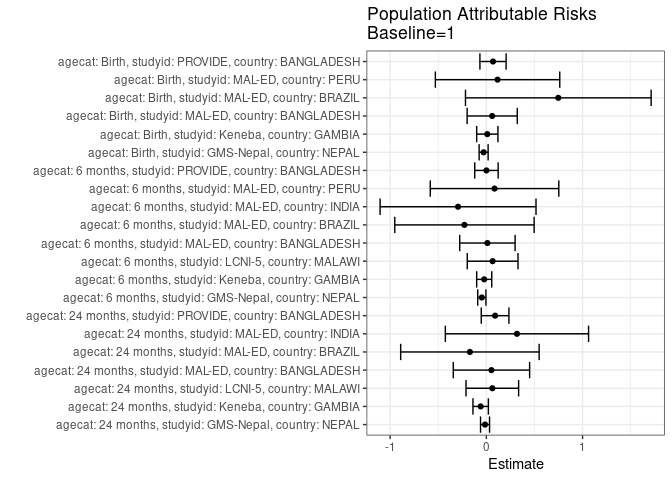 Population Attributable Risks
Baseline=1
agecat: Birth, studyid: PROVIDE, country: BANGLADESH
agecat: Birth, studyid: MAL-ED, country: PERU
agecat: Birth, studyid: MAL-ED, country: BRAZIL
agecat: Birth, studyid: MAL-ED, country: BANGLADESH
agecat: Birth, studyid: Keneba, country: GAMBIA
agecat: Birth, studyid: GMS-Nepal, country: NEPAL
agecat: 6 months, studyid: PROVIDE, country: BANGLADESH
agecat: 6 months, studyid: MAL-ED, country: PERU
agecat: 6 months, studyid: MAL-ED, country: INDIA
agecat: 6 months, studyid: MAL-ED, country: BRAZIL
agecat: 6 months, studyid: MAL-ED, country: BANGLADESH
agecat: 6 months, studyid: LCNI-5, country: MALAWI
agecat: 6 months, studyid: Keneba, country: GAMBIA
agecat: 6 months, studyid: GMS-Nepal, country: NEPAL
agecat: 24 months, studyid: PROVIDE, country: BANGLADESH
agecat: 24 months, studyid: MAL-ED, country: INDIA
agecat: 24 months, studyid: MAL-ED, country: BRAZIL
agecat: 24 months, studyid: MAL-ED, country: BANGLADESH
agecat: 24 months, studyid: LCNI-5, country: MALAWI
agecat: 24 months, studyid: Keneba, country: GAMBIA
agecat: 24 months, studyid: GMS-Nepal, country: NEPAL
-1 0 1
Estimate